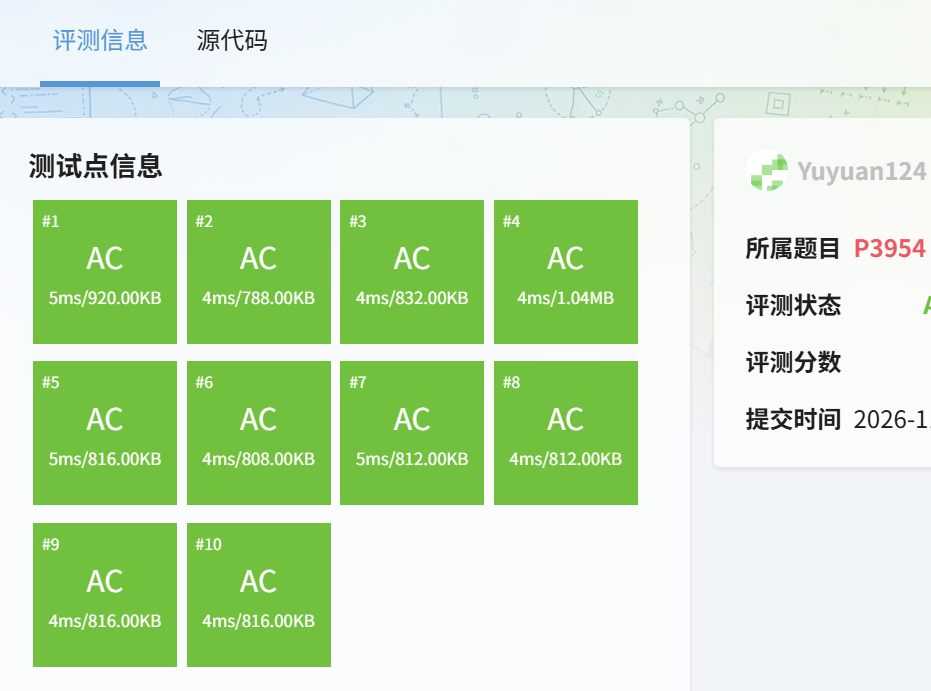 评测信息
源代码
测试点信息
#1
AC
5ms/920.00KB
#2
AC
4ms/788.00KB
#3
AC
4ms/832.00KB
#4
AC
4ms/1.04MB
#5
AC
5ms/816.00KB
#6
AC
4ms/808.00KB
#7
AC
5ms/812.00KB
#8
AC
4ms/812.00KB
#9
AC
4ms/816.00KB
#10
AC
4ms/816.00KB
Yuyuan124
所属题目 P3954
评测状态
评测分数
提交时间 2026-1